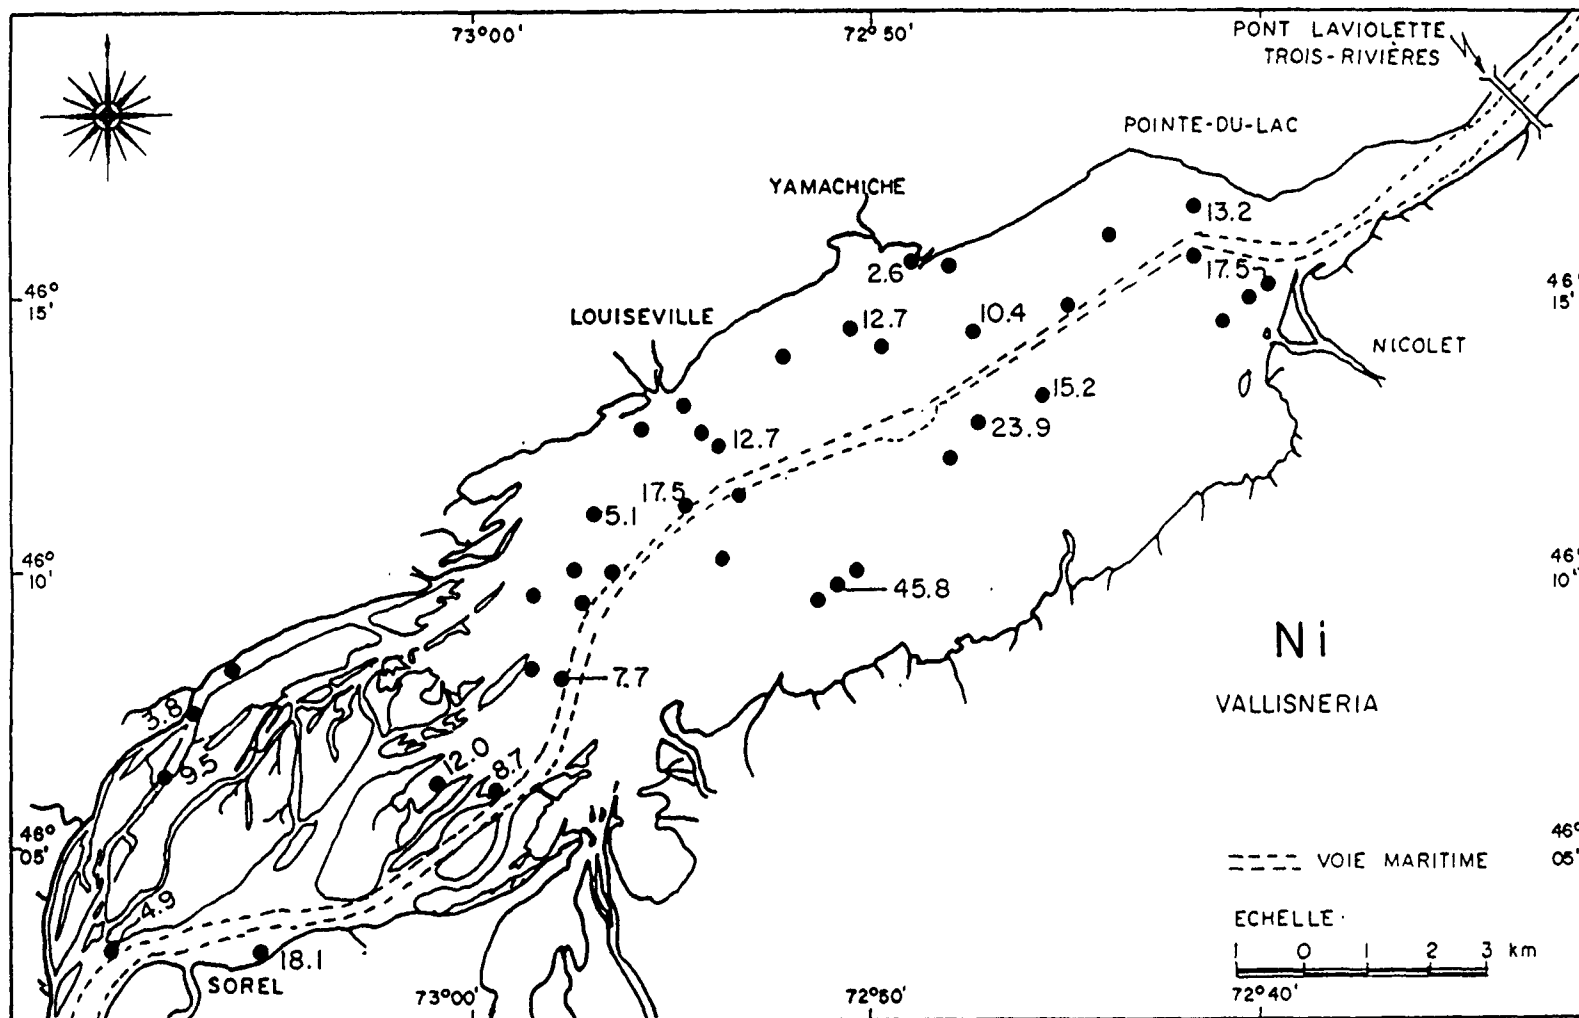 73°00'
72°50'
PONT LAVIOLETTE
TROIS-RIVIÈRES
POINTE-DU-LAC
YAMACHICHE
13.2
2.6
17.5
46°
15'
46°
15'
LOUISEVILLE
12.7
10.4
NICOLET
15.2
23.9
12.7
17.5
5.1
46°
10'
46°
10'
45.8
Ni
7.7
VALLISNERIA
3.8
9.5
12.0
8.7
46°
05'
46°
05'
VOIE MARITIME
4.9
ECHELLE
18.1
1 0 1 2 3 km
SOREL
73°00'
72°50'
72°40'